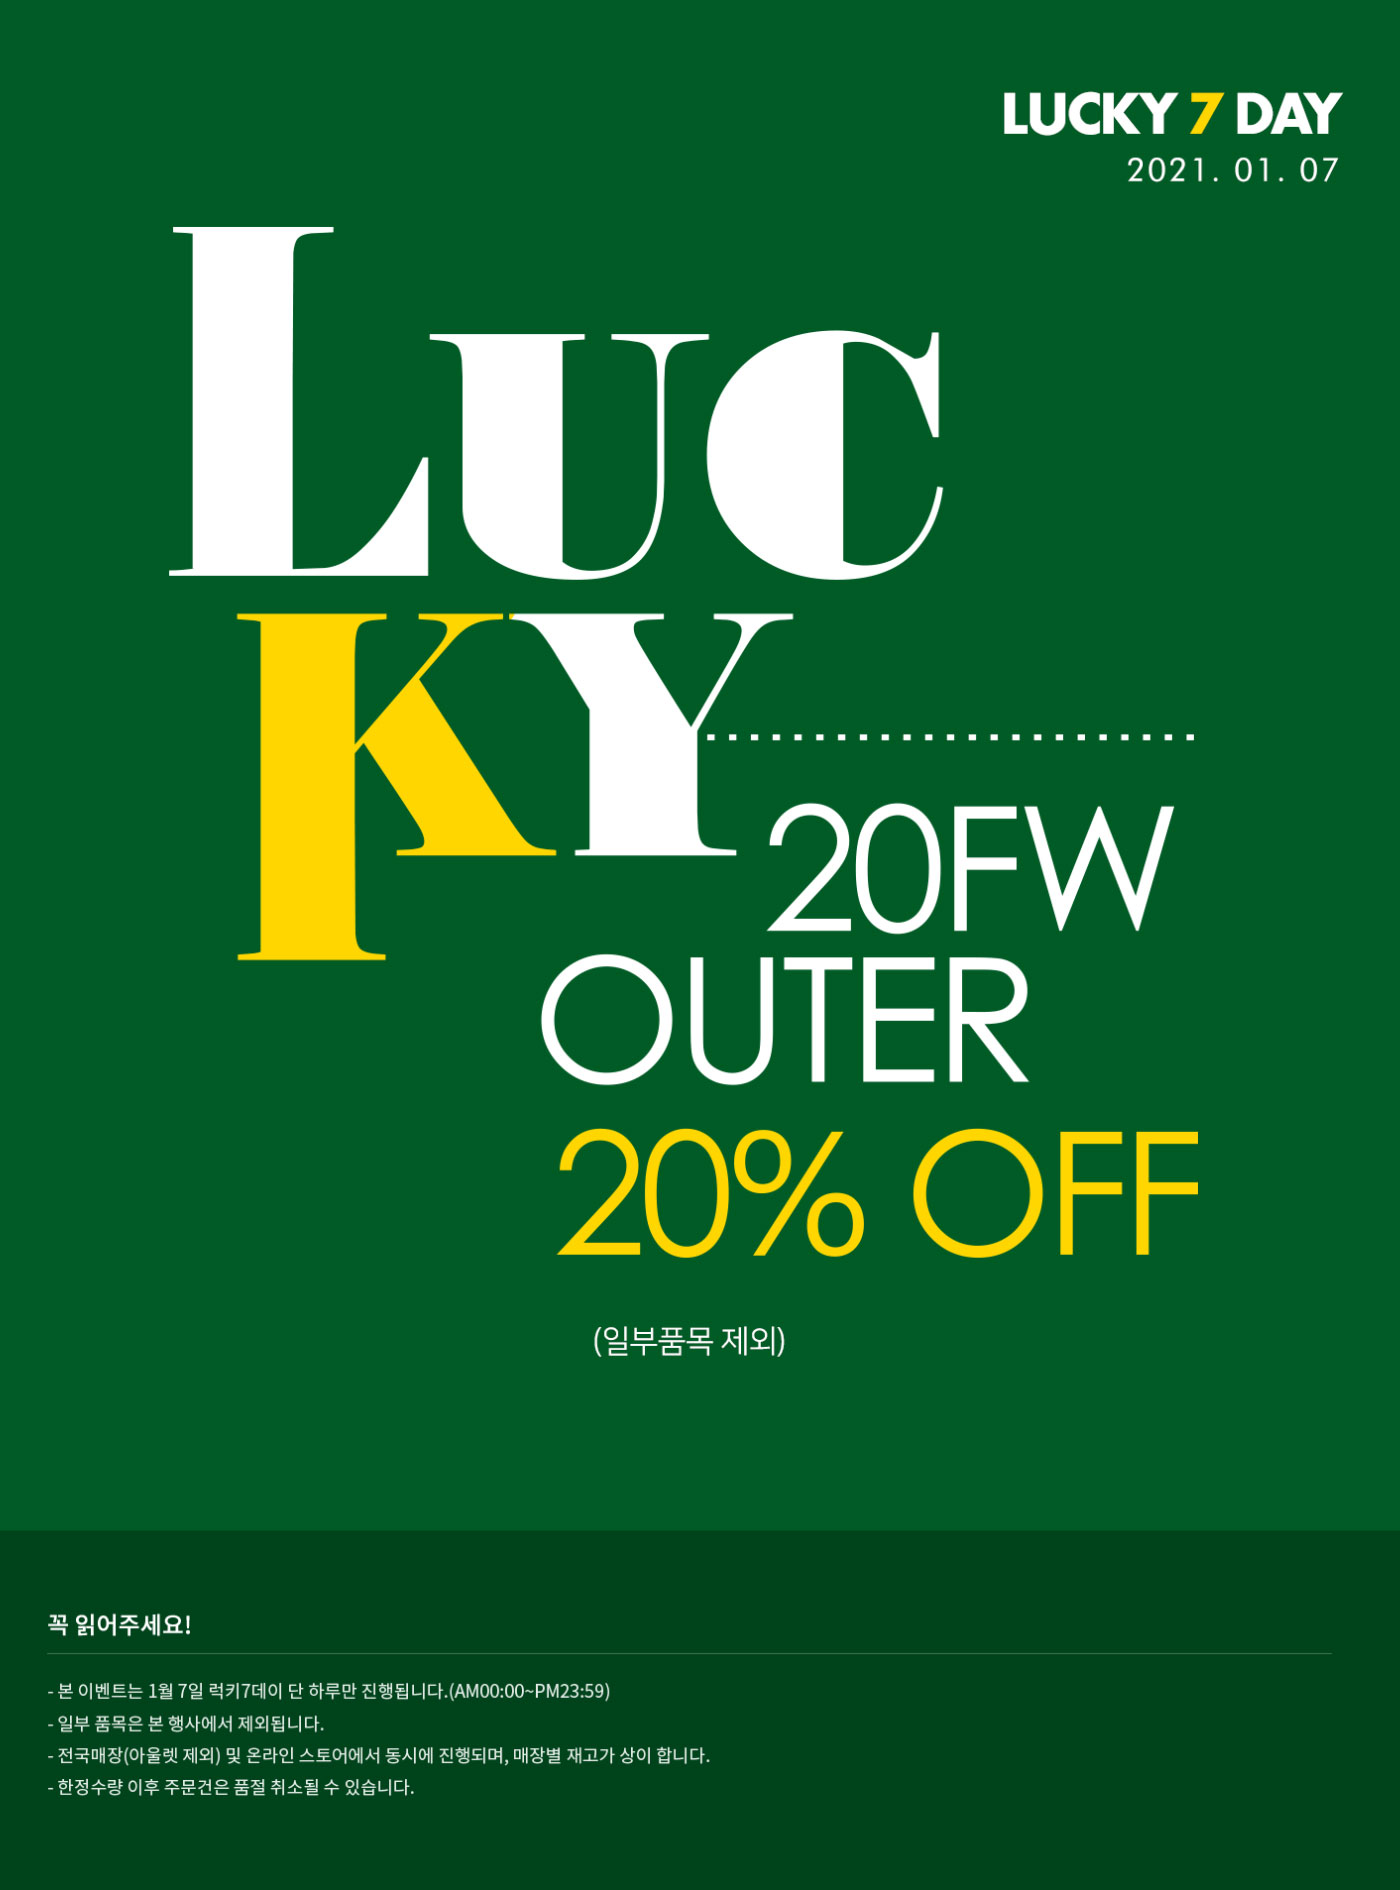 LUCKY 7 DAY
2021. 01. 07
LUC
KY
20FW
OUTER
20% OFF
(일부품목 제외)
꼭 읽어주세요!
- 본 이벤트는 1월 7일 럭키7데이 단 하루만 진행됩니다.(AM00:00~PM23:59)
- 일부 품목은 본 행사에서 제외됩니다.
- 전국매장(아울렛 제외) 및 온라인 스토어에서 동시에 진행되며, 매장별 재고가 상이 합니다.
- 한정수량 이후 주문건은 품절 취소될 수 있습니다.